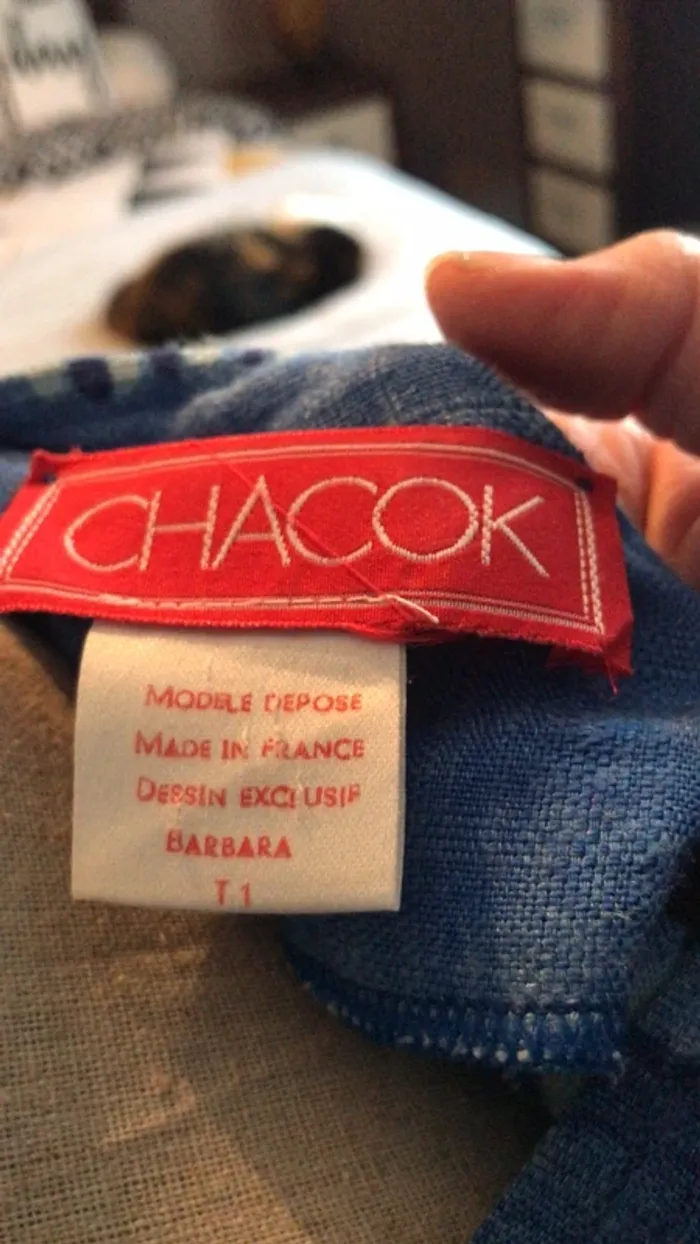 CHACOK
MODELE DEPOSE
MADE IN FRANCE
DESSIN EXCLUSIF
BARBARA
T1